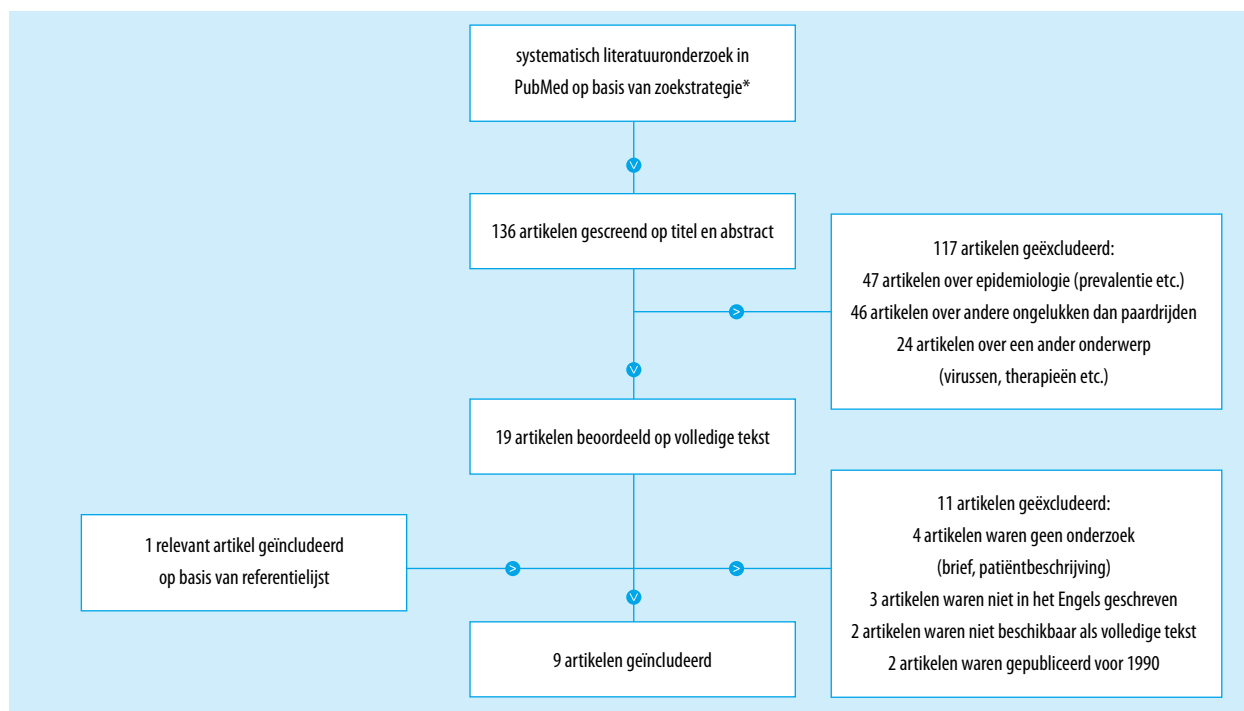 systematisch literatuuronderzoek in
PubMed op basis van zoekstrategie*
136 artikelen gescreend op titel en abstract
117 artikelen geëxcludeerd:
47 artikelen over epidemiologie (prevalentie etc.)
46 artikelen over andere ongelukken dan paardrijden
24 artikelen over een ander onderwerp
(virussen, therapieën etc.)
19 artikelen beoordeeld op volledige tekst
1 relevant artikel geïncludeerd
op basis van referentielijst
11 artikelen geëxcludeerd:
4 artikelen waren geen onderzoek
(brief, patiëntbeschrijving)
3 artikelen waren niet in het Engels geschreven
2 artikelen waren niet beschikbaar als volledige tekst
2 artikelen waren gepubliceerd voor 1990
9 artikelen geïncludeerd